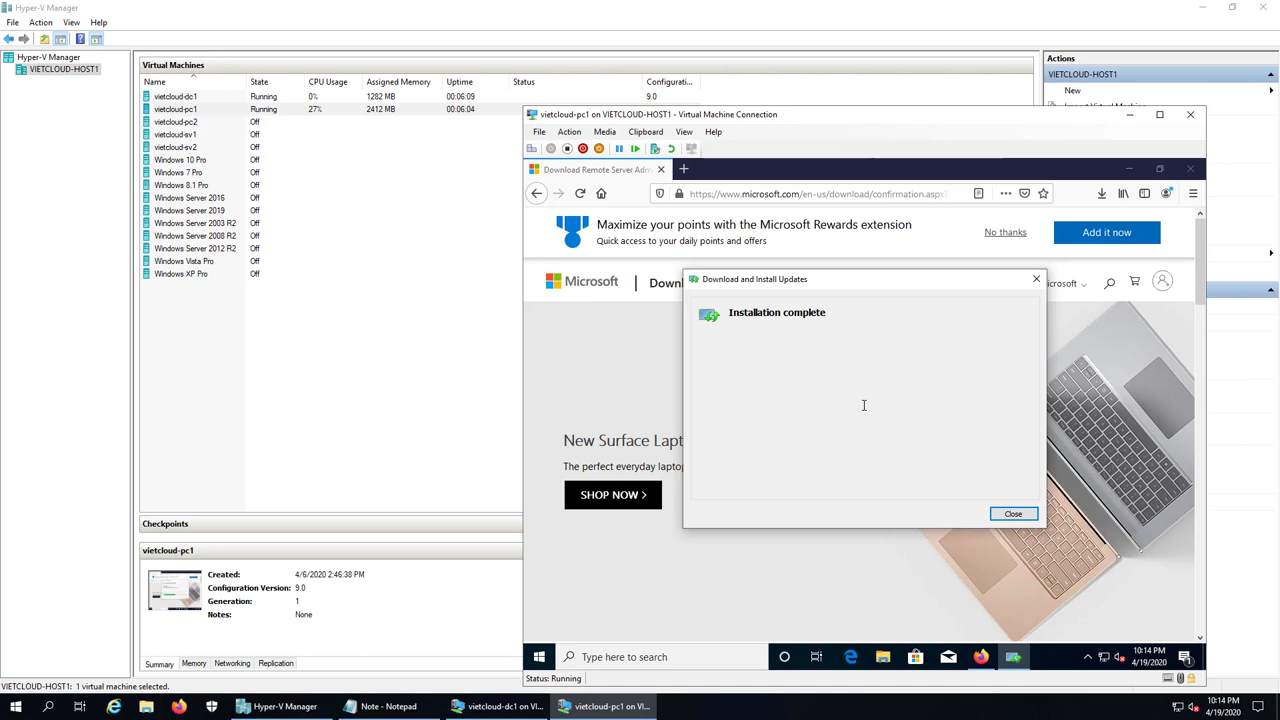 Hyper-V Manager
File Action View Help
Hyper-V Manager
VIETCLOUD-HOST1
Virtual Machines
Name State CPU Usage Assigned Memory Uptime Status Configurati...
vietcloud-dc1 Running 0% 1282 MB 00:06:09 9.0
vietcloud-pc1 Running 27% 2412 MB 00:06:04
vietcloud-pc2 Off
vietcloud-sv1 Off
vietcloud-sv2 Off
Windows 10 Pro Off
Windows 7 Pro Off
Windows 8.1 Pro Off
Windows Server 2016 Off
Windows Server 2019 Off
Windows Server 2003 R2 Off
Windows Server 2008 R2 Off
Windows Server 2012 R2 Off
Windows Vista Pro Off
Windows XP Pro Off
Checkpoints
vietcloud-pc1
Created: 4/6/2020 2:46:38 PM
Configuration Version: 9.0
Generation: 1
Notes: None
Summary Memory Networking Replication
VIETCLOUD-HOST1: 1 virtual machine selected.
Actions
VIETCLOUD-HOST1
New
vietcloud-pc1 on VIETCLOUD-HOST1 - Virtual Machine Connection
File Action Media Clipboard View Help
Download Remote Server Adm
https://www.microsoft.com/en-us/download/confirmation.aspx?
Maximize your points with the Microsoft Rewards extension
Quick access to your daily points and offers
No thanks
Add it now
Microsoft Downl
icrosoft
Download and Install Updates
Installation complete
Close
New Surface Lapt
The perfect everyday laptop
SHOP NOW >
Type here to search
10:14 PM
4/19/2020
1
Status: Running
Hyper-V Manager
Note - Notepad
vietcloud-dc1 on VI...
vietcloud-pc1 on VI...
10:14 PM
4/19/2020